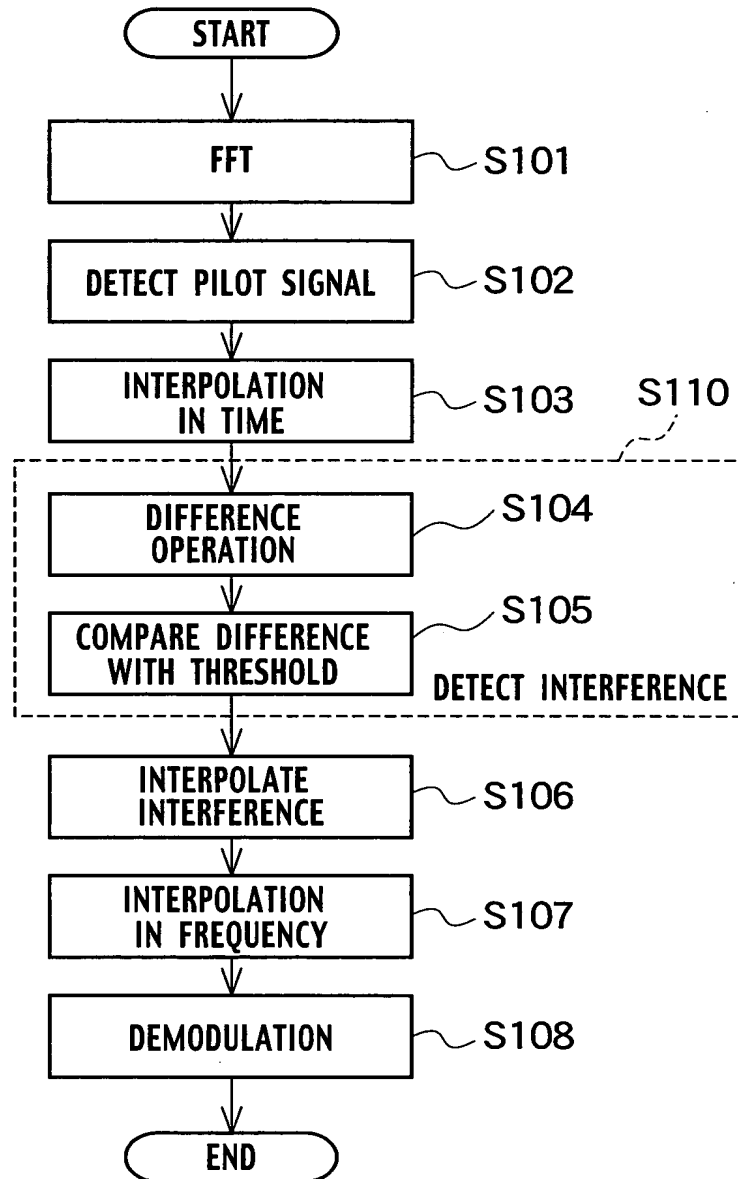 START
FFT
S101
DETECT PILOT SIGNAL
S102
INTERPOLATION
IN TIME
S103
S110
DIFFERENCE
OPERATION
S104
COMPARE DIFFERENCE
WITH THRESHOLD
S105
DETECT INTERFERENCE
INTERPOLATE
INTERFERENCE
S106
INTERPOLATION
IN FREQUENCY
S107
DEMODULATION
S108
END